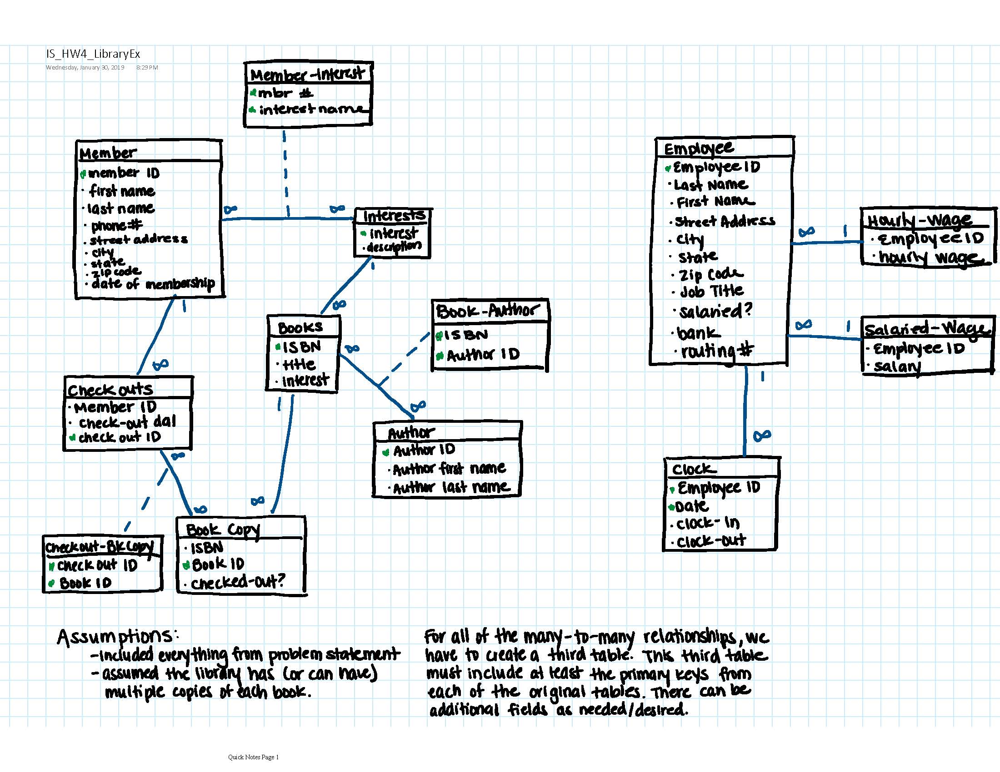 IS_HW4_LibraryEx
Wednesday, January 30, 2019 8:29 PM
Member-Interest
mbr #
interest name
Member
member ID
first name
last name
phone#
street address
city
state
zip code
date of membership
∞ ∞
Interests
interest
description
1
∞
1
∞
Books
ISBN
title
interest
Book-Author
ISBN
Author ID
∞
∞
1
Author
Author ID
Author first name
Author last name
Check outs
Member ID
check-out dat
check out ID
∞
∞
∞
Checkout-BKCopy
check out ID
Book ID
Book Copy
ISBN
Book ID
checked-out?
Employee
Employee ID
Last Name
First Name
Street Address
City
State
Zip Code
Job Title
salaried?
bank
routing#
∞ 1
Hourly-Wage
Employee ID
hourly wage
∞ 1
Salaried-Wage
Employee ID
salary
1
∞
Clock
Employee ID
Date
Clock-In
Clock-out
Assumptions:
-Included everything from problem statement
-assumed the library has (or can have)
multiple copies of each book.
For all of the many-to-many relationships, we
have to create a third table. This third table
must include at least the primary keys from
each of the original tables. There can be
additional fields as needed/desired.
Quick Notes Page 1